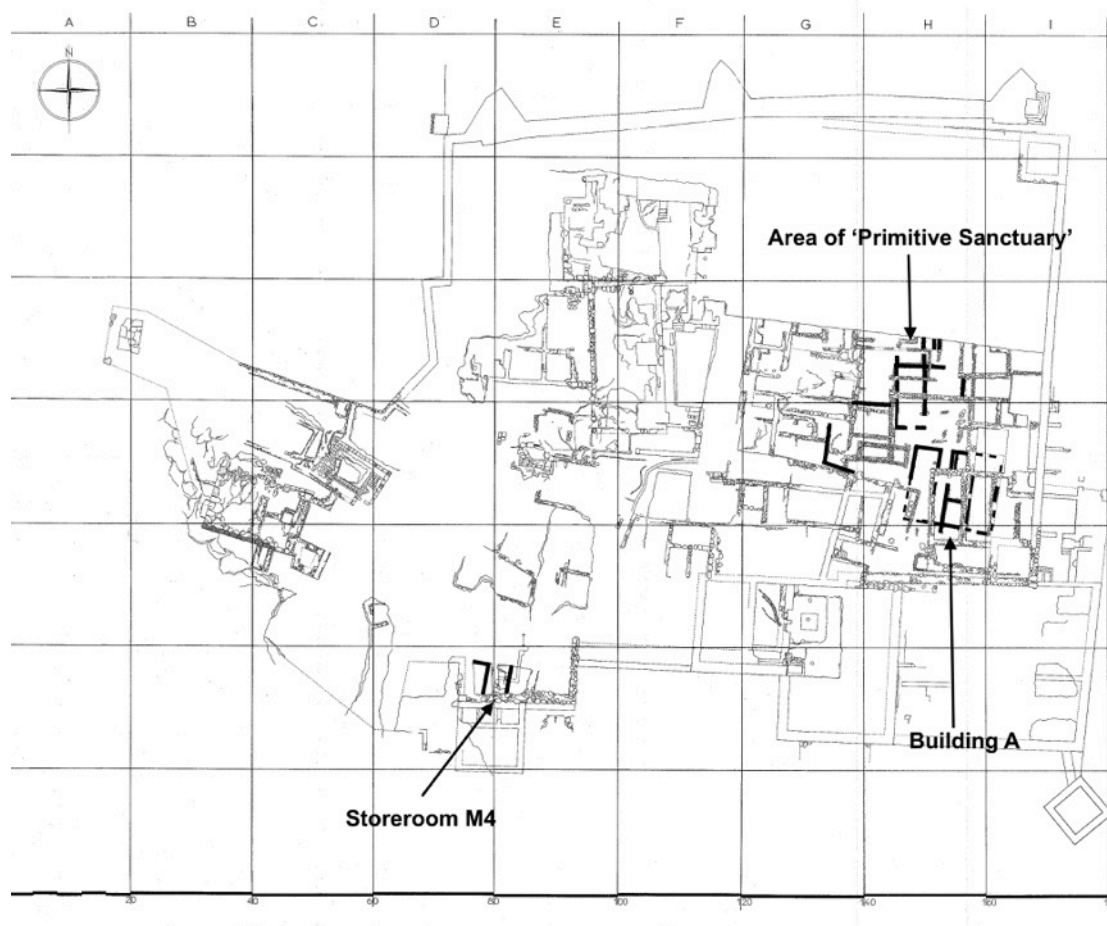 A B C D E F G H I
N
Area of ‘Primitive Sanctuary’
Building A
Storeroom M4
20 40 60 80 100 120 140 160